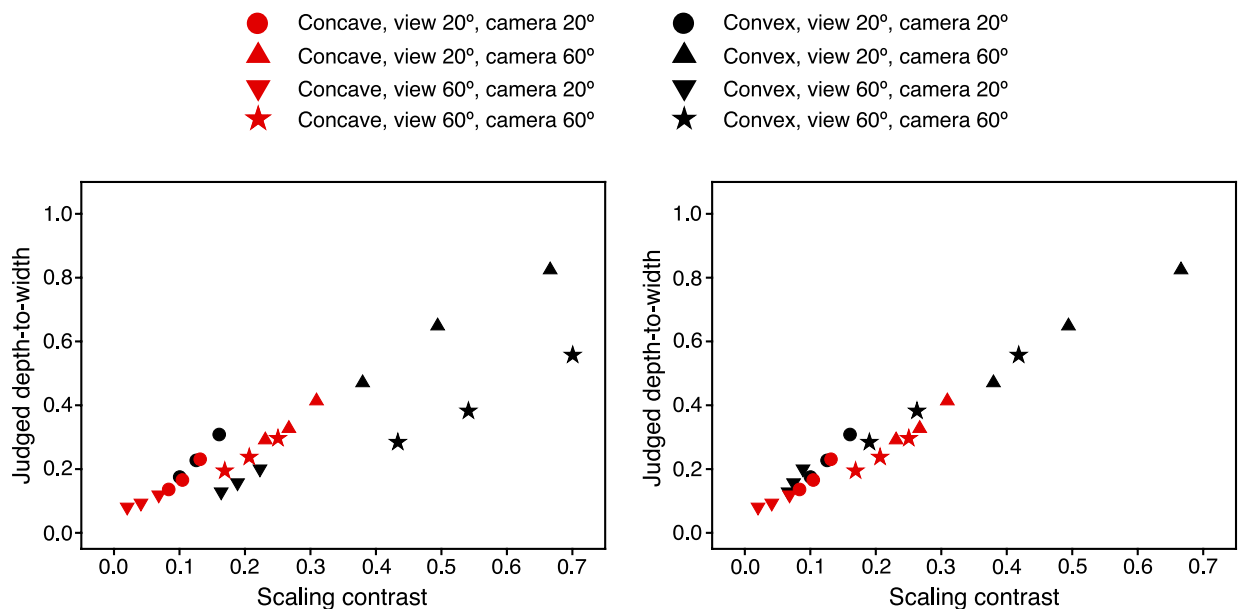 Concave, view 20º, camera 20º
Concave, view 20º, camera 60º
Concave, view 60º, camera 20º
Concave, view 60º, camera 60º
Convex, view 20º, camera 20º
Convex, view 20º, camera 60º
Convex, view 60º, camera 20º
Convex, view 60º, camera 60º
Judged depth-to-width
1.0
0.8
0.6
0.4
0.2
0.0
0.0 0.1 0.2 0.3 0.4 0.5 0.6 0.7
Scaling contrast
Judged depth-to-width
1.0
0.8
0.6
0.4
0.2
0.0
0.0 0.1 0.2 0.3 0.4 0.5 0.6 0.7
Scaling contrast